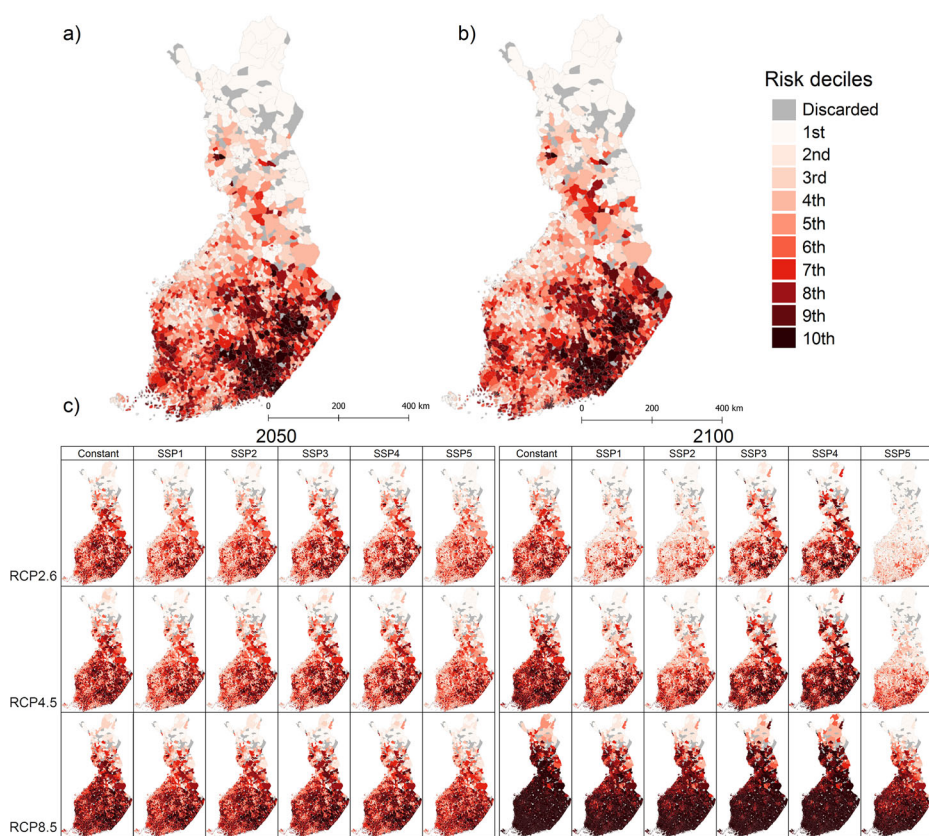 a)
b)
Risk deciles
Discarded
1st
2nd
3rd
4th
5th
6th
7th
8th
9th
10th
0 200 400 km
0 200 400 km
c)
2050 2100
Constant SSP1 SSP2 SSP3 SSP4 SSP5 Constant SSP1 SSP2 SSP3 SSP4 SSP5
RCP2.6
RCP4.5
RCP8.5